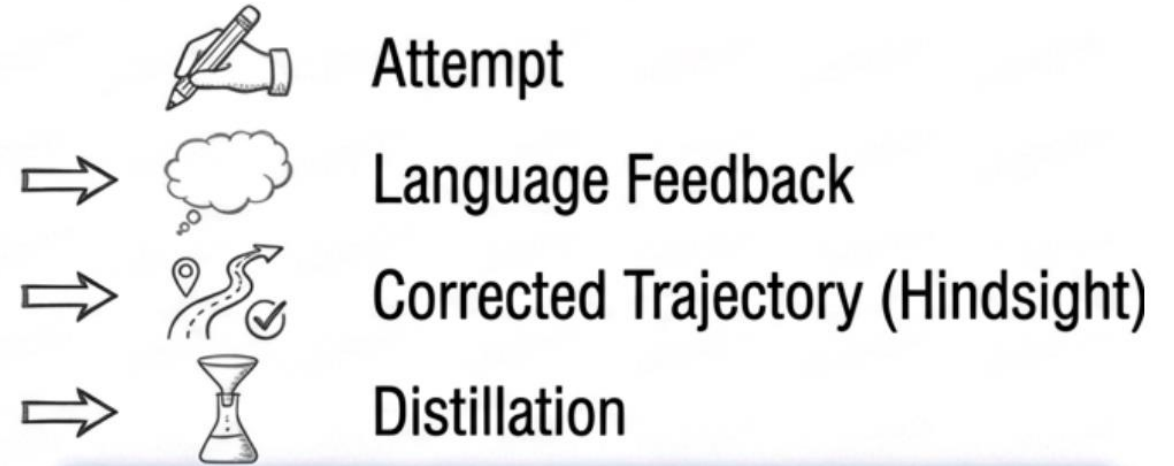 Attempt
Language Feedback
Corrected Trajectory (Hindsight)
Distillation